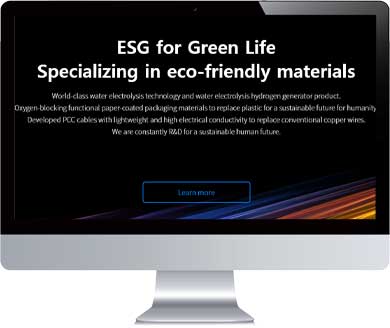 ESG for Green Life
Specializing in eco-friendly materials
World-class water electrolysis technology and water electrolysis hydrogen generator product.
Oxygen-blocking functional paper-coated packaging materials to replace plastic for a sustainable future for humanity
Developed PCC cables with lightweight and high electrical conductivity to replace conventional copper wires.
We are constantly R&D for a sustainable human future.
Learn more